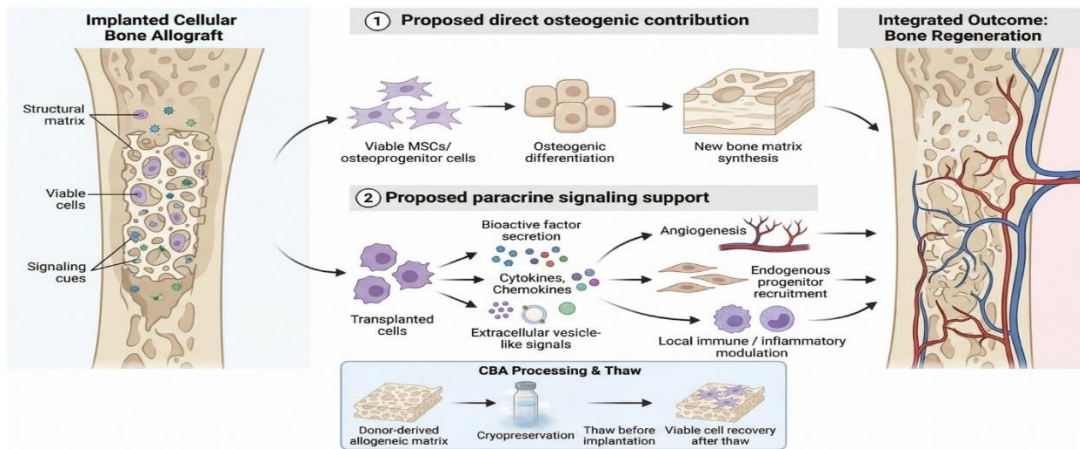 Implanted Cellular
Bone Allograft
Structural
matrix
Viable
cells
Signaling
cues
1 Proposed direct osteogenic contribution
Viable MSCs/
osteoprogenitor cells
Osteogenic
differentiation
New bone matrix
synthesis
2 Proposed paracrine signaling support
Transplanted
cells
Bioactive factor
secretion
Cytokines,
Chemokines
Extracellular vesicle-
like signals
Angiogenesis
Endogenous
progenitor
recruitment
Local immune / inflammatory
modulation
CBA Processing & Thaw
Donor-derived
allogeneic matrix
Cryopreservation
Thaw before
implantation
Viable cell recovery
after thaw
Integrated Outcome:
Bone Regeneration